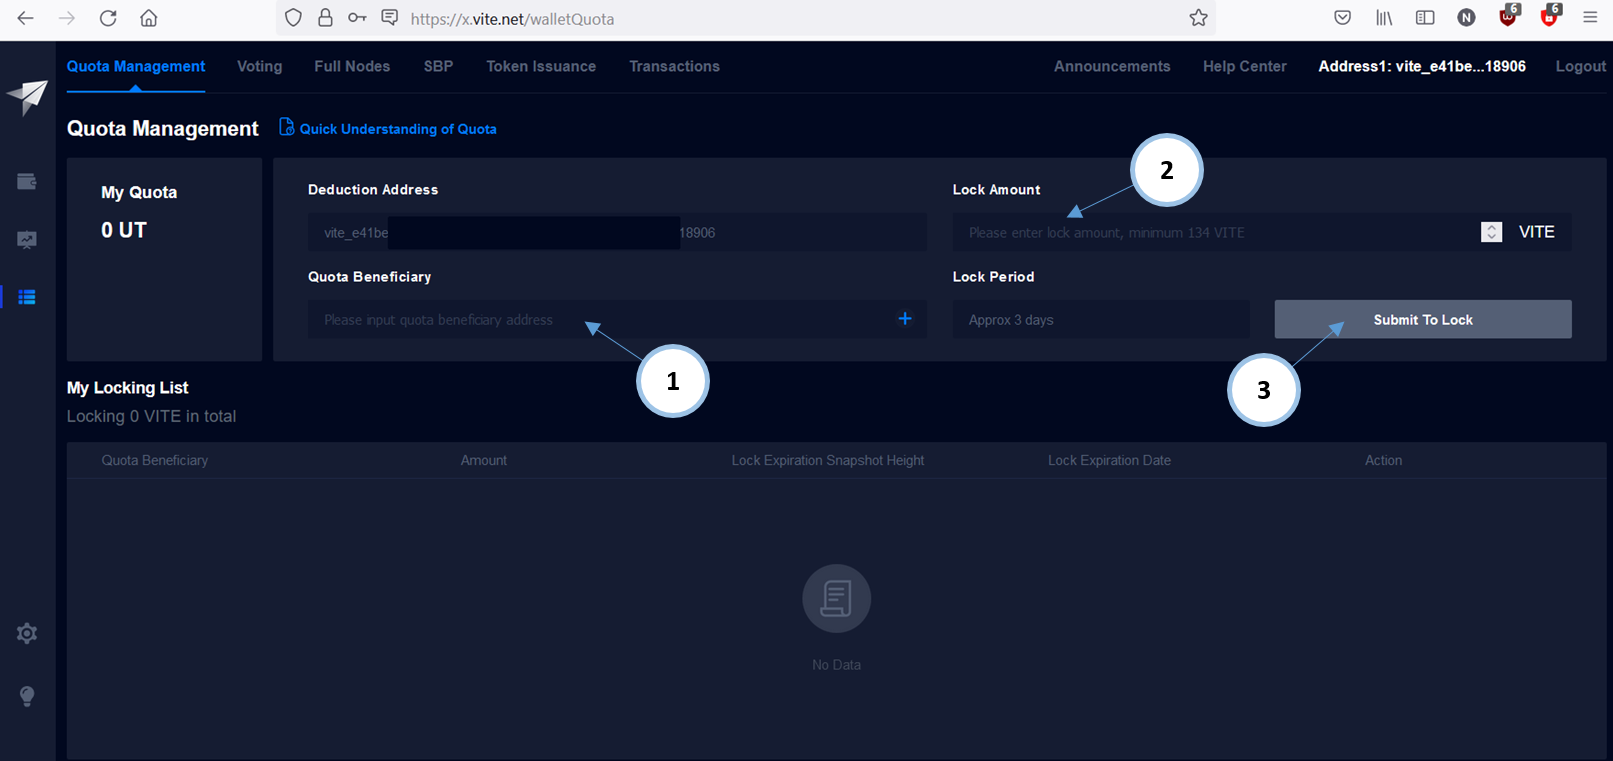 https://x.vite.net/walletQuota
N
6
6
Quota Management Voting Full Nodes SBP Token Issuance Transactions Announcements Help Center Address1: vite_e41be...18906 Logout
Quota Management Quick Understanding of Quota
My Quota
0 UT
Deduction Address
vite_e41be 18906
Quota Beneficiary
Please input quota beneficiary address +
Lock Amount
Please enter lock amount, minimum 134 VITE VITE
Lock Period
Approx 3 days
Submit To Lock
2
1
3
My Locking List
Locking 0 VITE in total
Quota Beneficiary Amount Lock Expiration Snapshot Height Lock Expiration Date Action
No Data